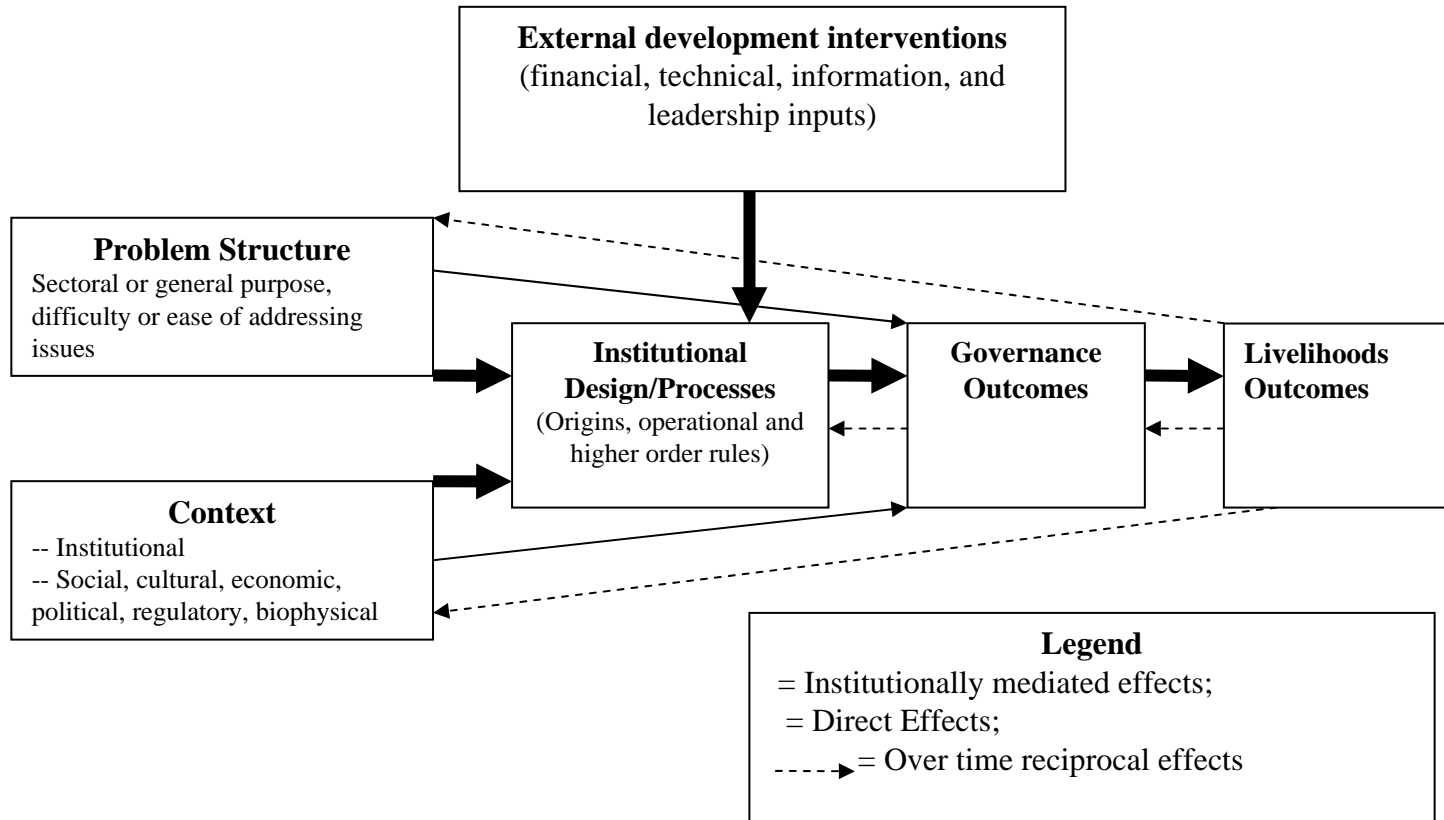 External development interventions
(financial, technical, information, and
leadership inputs)
Problem Structure
Sectoral or general purpose,
difficulty or ease of addressing
issues
Institutional
Design/Processes
(Origins, operational and
higher order rules)
Governance
Outcomes
Livelihoods
Outcomes
Context
-- Institutional
-- Social, cultural, economic,
political, regulatory, biophysical
Legend
= Institutionally mediated effects;
= Direct Effects;
= Over time reciprocal effects